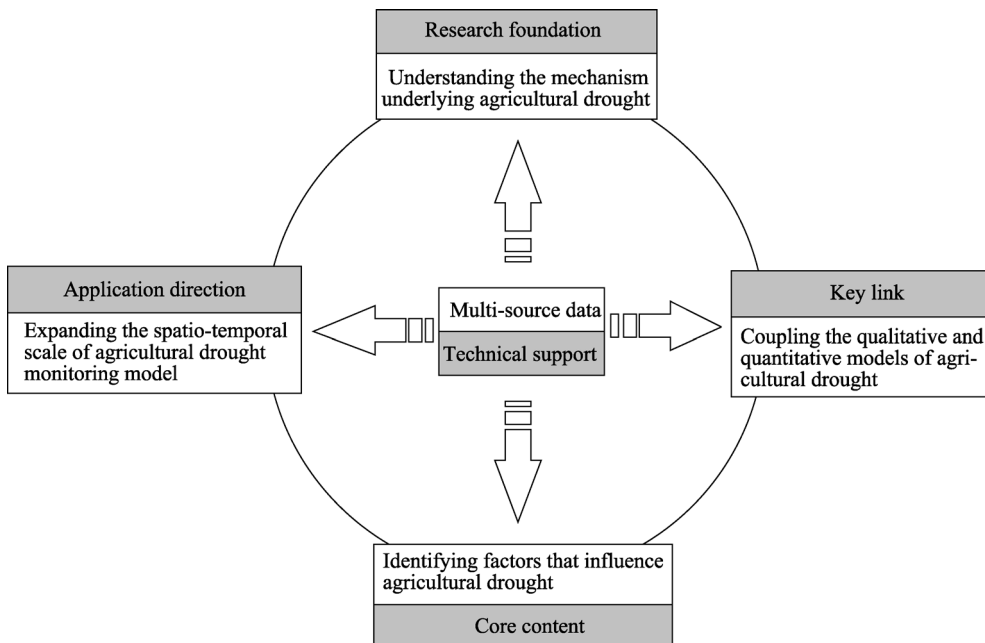 Research foundation
Understanding the mechanism
underlying agricultural drought
Application direction
Expanding the spatio-temporal
scale of agricultural drought
monitoring model
Multi-source data
Technical support
Key link
Coupling the qualitative and
quantitative models of agri-
cultural drought
Identifying factors that influence
agricultural drought
Core content